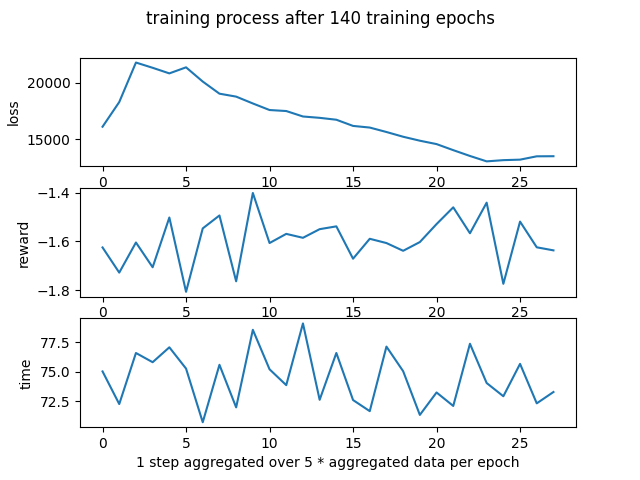 training process after 140 training epochs
20000
15000
loss
0 5 10 15 20 25
−1.4
−1.6
−1.8
reward
0 5 10 15 20 25
77.5
75.0
72.5
time
0 5 10 15 20 25
1 step aggregated over 5 * aggregated data per epoch